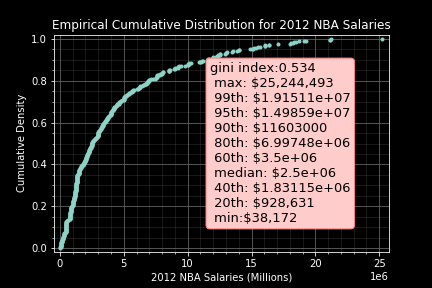 Empirical Cumulative Distribution for 2012 NBA Salaries
1.0
0.8
0.6
0.4
0.2
0.0
Cumulative Density
gini index:0.534
max: $25,244,493
99th: $1.91511e+07
95th: $1.49859e+07
90th: $11603000
80th: $6.99748e+06
60th: $3.5e+06
median: $2.5e+06
40th: $1.83115e+06
20th: $928,631
min:$38,172
0 5 10 15 20 25
1e6
2012 NBA Salaries (Millions)